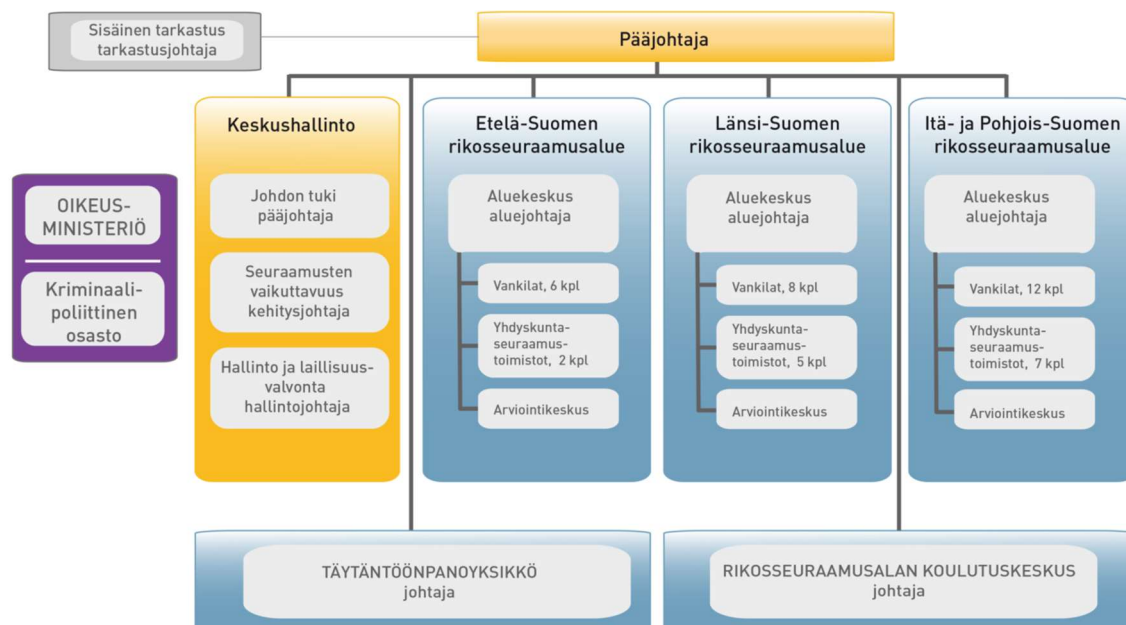 Sisäinen tarkastus
tarkastusjohtaja
Pääjohtaja
OIKEUS-
MINISTERIÖ
Kriminaali-
poliittinen
osasto
Keskushallinto
Johdon tuki
pääjohtaja
Seuraamusten
vaikuttavuus
kehitysjohtaja
Hallinto ja laillisuus-
valvonta
hallintojohtaja
Etelä-Suomen
rikosseuraamusalue
Aluekeskus
aluejohtaja
Vankilat, 6 kpl
Yhdyskunta-
seuraamus-
toimistot, 2 kpl
Arviointikeskus
Länsi-Suomen
rikosseuraamusalue
Aluekeskus
aluejohtaja
Vankilat, 8 kpl
Yhdyskunta-
seuraamus-
toimistot, 5 kpl
Arviointikeskus
Itä- ja Pohjois-Suomen
rikosseuraamusalue
Aluekeskus
aluejohtaja
Vankilat, 12 kpl
Yhdyskunta-
seuraamus-
toimistot, 7 kpl
Arviointikeskus
TÄYTÄNTÖÖNPANOYKSIKKÖ
johtaja
RIKOSSEURAAMUSALAN KOULUTUSKESKUS
johtaja